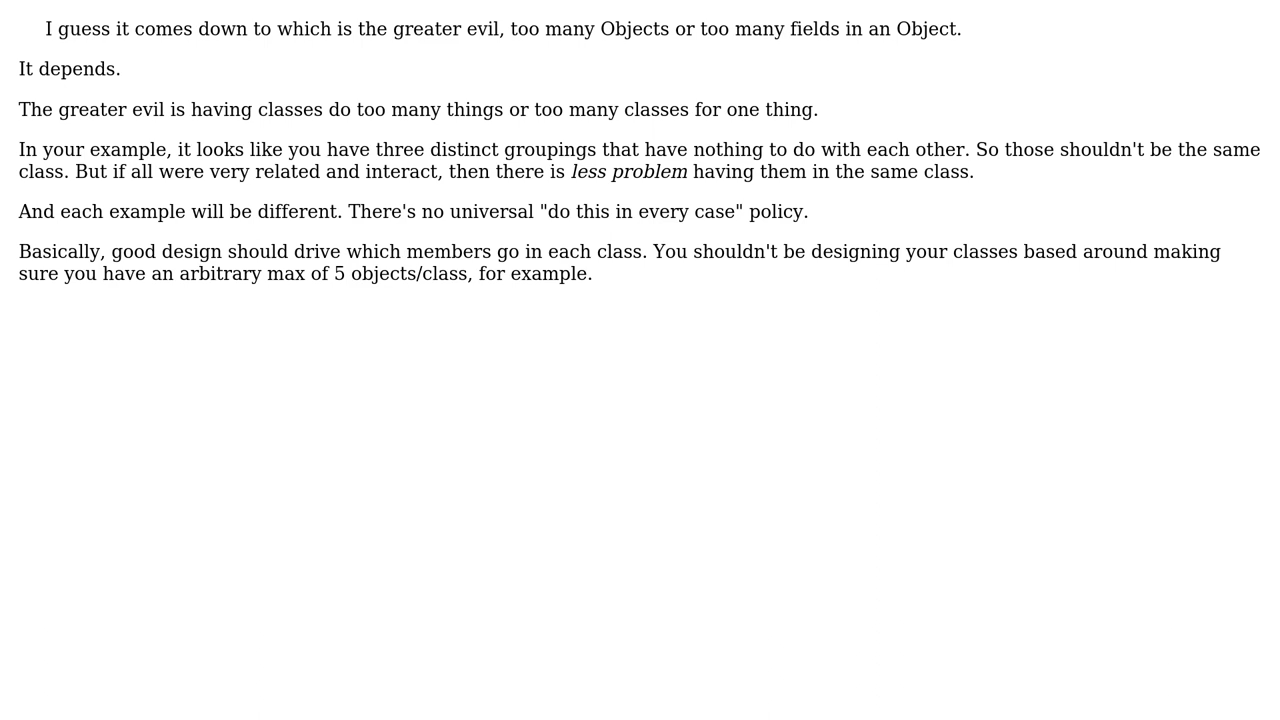 I guess it comes down to which is the greater evil, too many Objects or too many fields in an Object.
It depends.
The greater evil is having classes do too many things or too many classes for one thing.
In your example, it looks like you have three distinct groupings that have nothing to do with each other. So those shouldn't be the same
class. But if all were very related and interact, then there is less problem having them in the same class.
And each example will be different. There's no universal "do this in every case" policy.
Basically, good design should drive which members go in each class. You shouldn't be designing your classes based around making
sure you have an arbitrary max of 5 objects/class, for example.